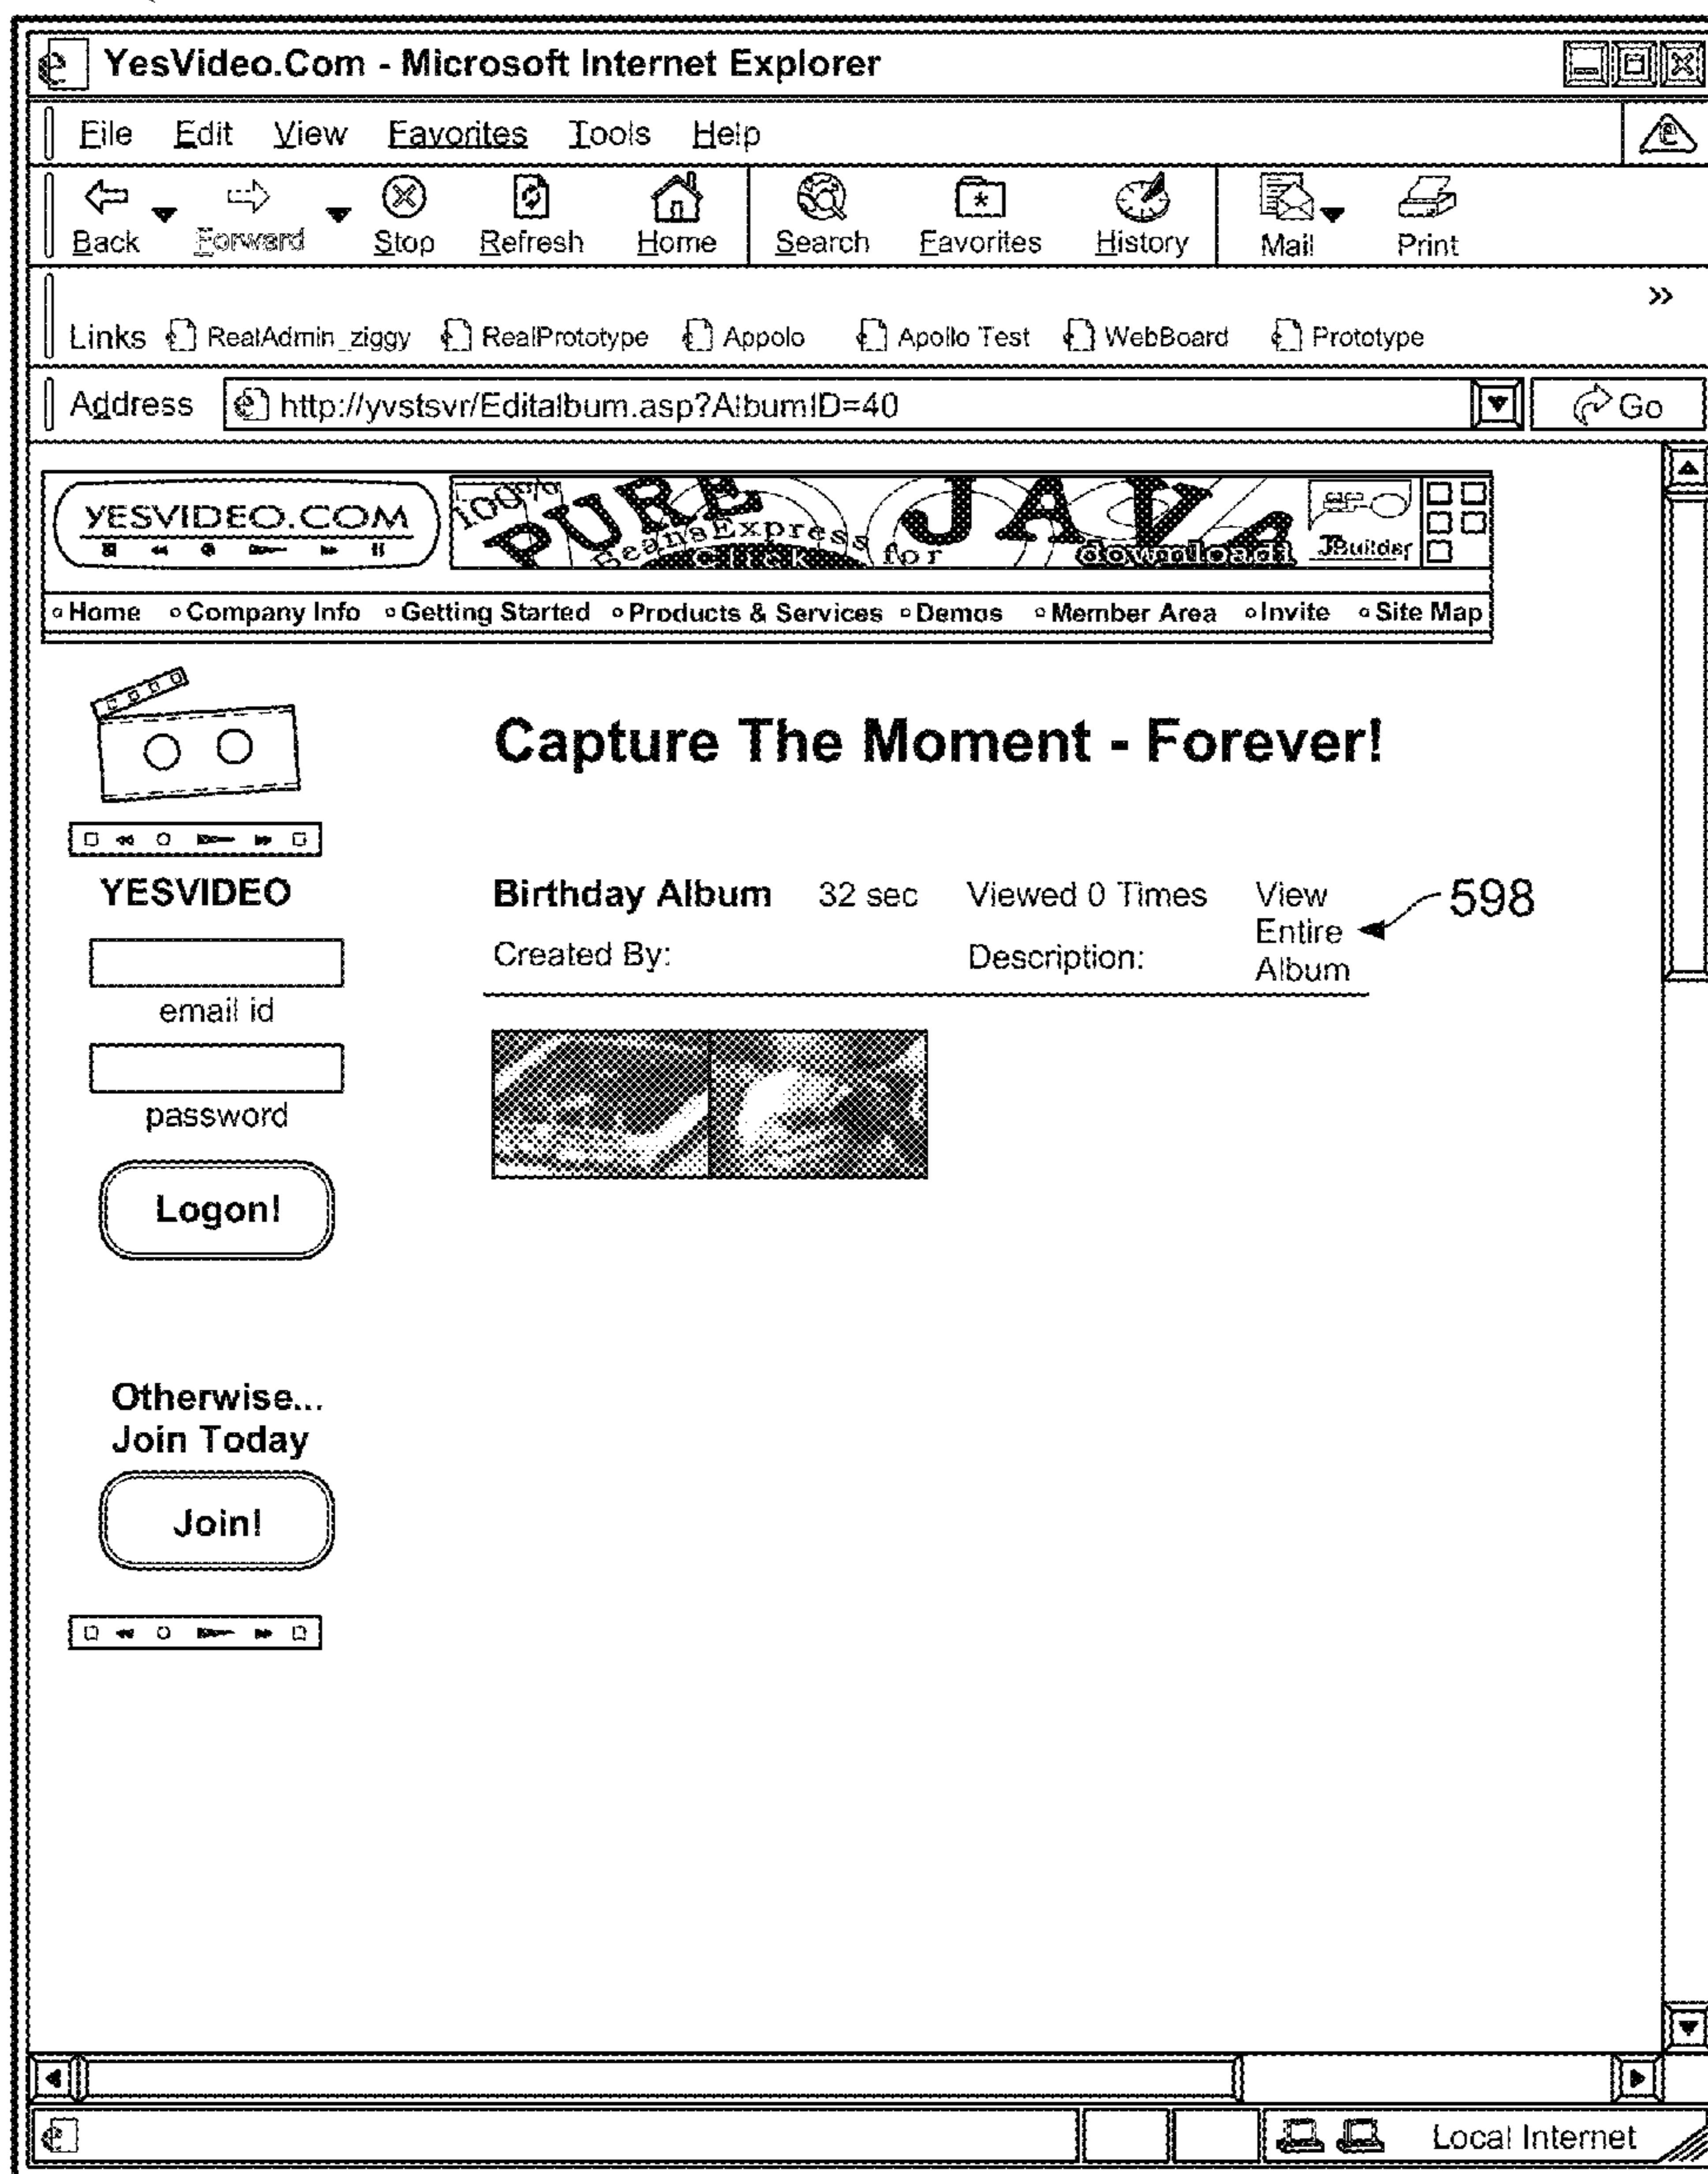 YesVideo.Com - Microsoft Internet Explorer
File Edit View Favorites Tools Help
Back Forward Stop Refresh Home Search Favorites History Mail Print
»
Links RealAdmin_ziggy RealPrototype Appolo Apollo Test WebBoard Prototype
Address http://yvstsvr/Editalbum.asp?AlbumID=40 Go
YESVIDEO.COM 100% PURE JAVA
BeansExpress
Click for download! JBuilder
Home Company Info Getting Started Products & Services Demos Member Area Invite Site Map
Capture The Moment - Forever!
YESVIDEO
Birthday Album 32 sec Viewed 0 Times View Entire Album 598
Created By: Description:
email id
password
Logon!
Otherwise...
Join Today
Join!
Local Internet